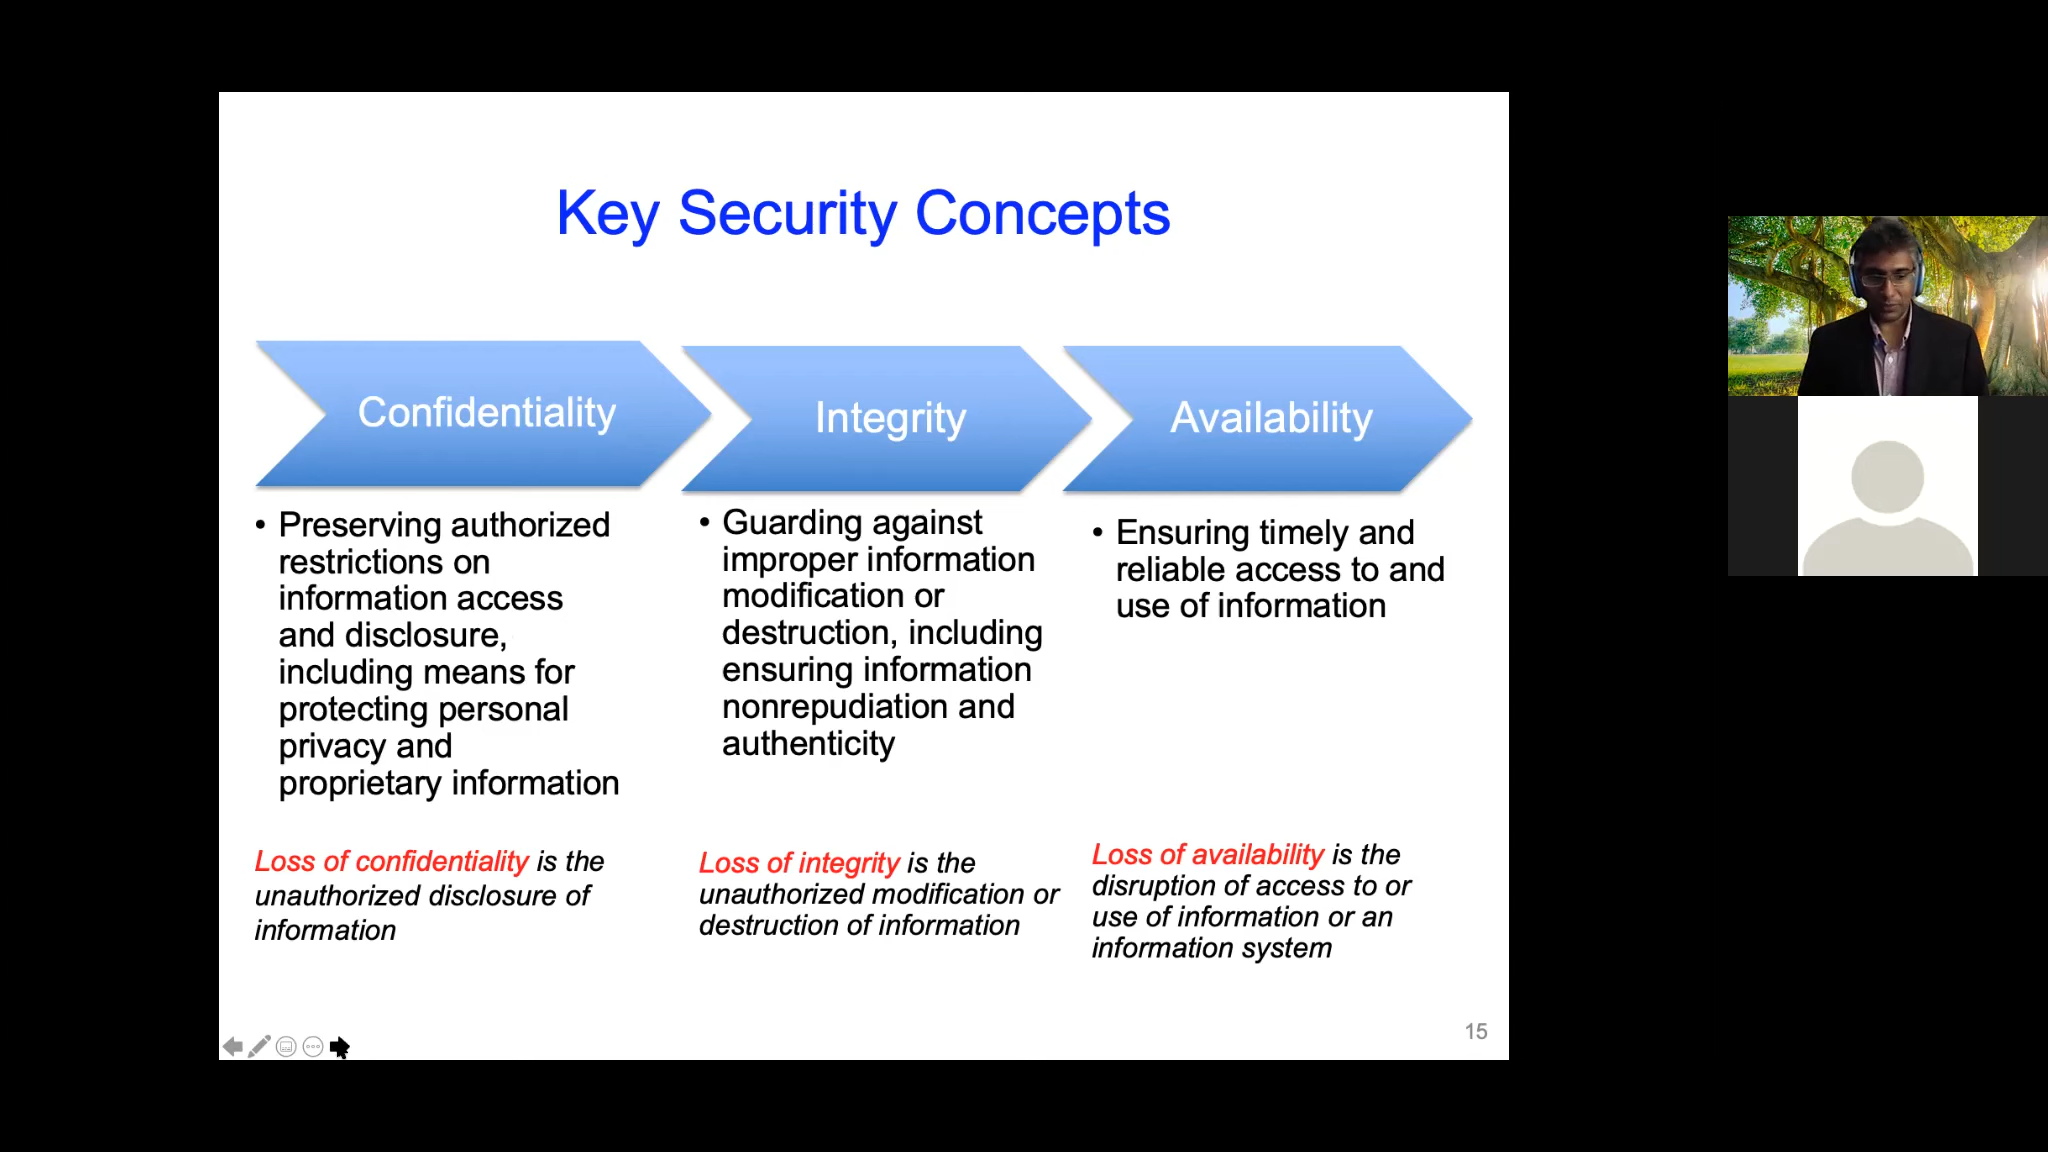 Key Security Concepts
Confidentiality
Integrity
Availability
• Preserving authorized
restrictions on
information access
and disclosure,
including means for
protecting personal
privacy and
proprietary information
• Guarding against
improper information
modification or
destruction, including
ensuring information
nonrepudiation and
authenticity
• Ensuring timely and
reliable access to and
use of information
Loss of confidentiality is the
unauthorized disclosure of
information
Loss of integrity is the
unauthorized modification or
destruction of information
Loss of availability is the
disruption of access to or
use of information or an
information system
15